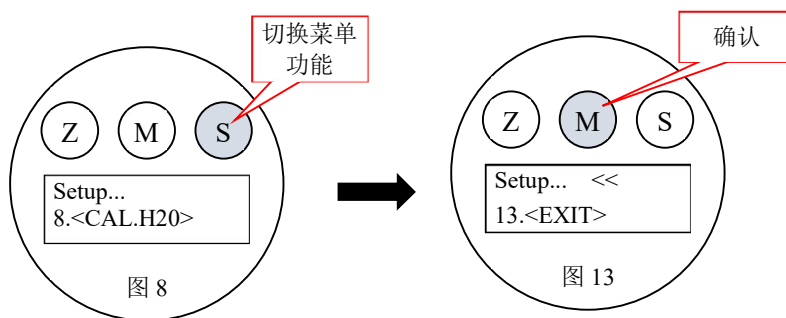 切换菜单
功能
Z M S
Setup...
8.<CAL.H20>
图 8
确认
Z M S
Setup... <<
13.<EXIT>
图 13